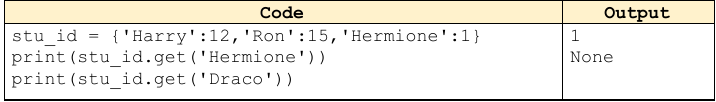 Code Output
stu_id = {'Harry':12,'Ron':15,'Hermione':1} 1
print(stu_id.get('Hermione')) None
print(stu_id.get('Draco'))